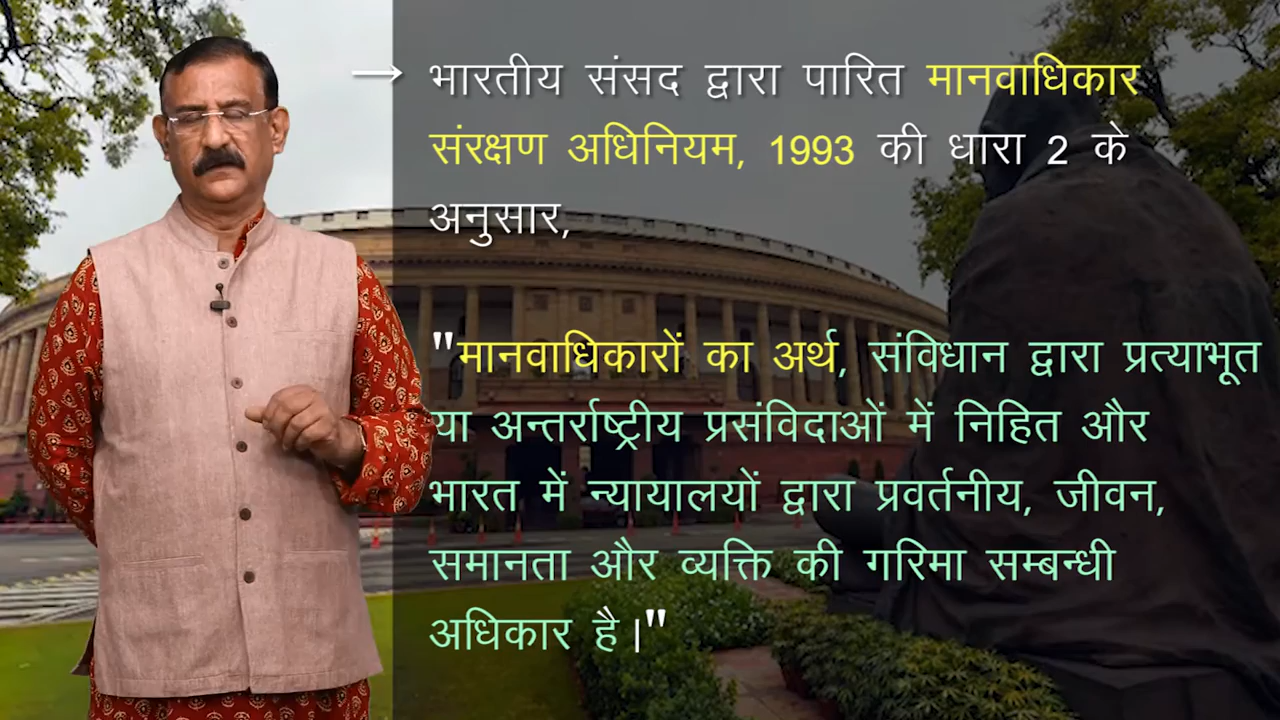 → भारतीय संसद द्वारा पारित मानवाधिकार
संरक्षण अधिनियम, 1993 की धारा 2 के
अनुसार,
"मानवाधिकारों का अर्थ, संविधान द्वारा प्रत्याभूत
या अन्तर्राष्ट्रीय प्रसंविदाओं में निहित और
भारत में न्यायालयों द्वारा प्रवर्तनीय, जीवन,
समानता और व्यक्ति की गरिमा सम्बन्धी
अधिकार है।"